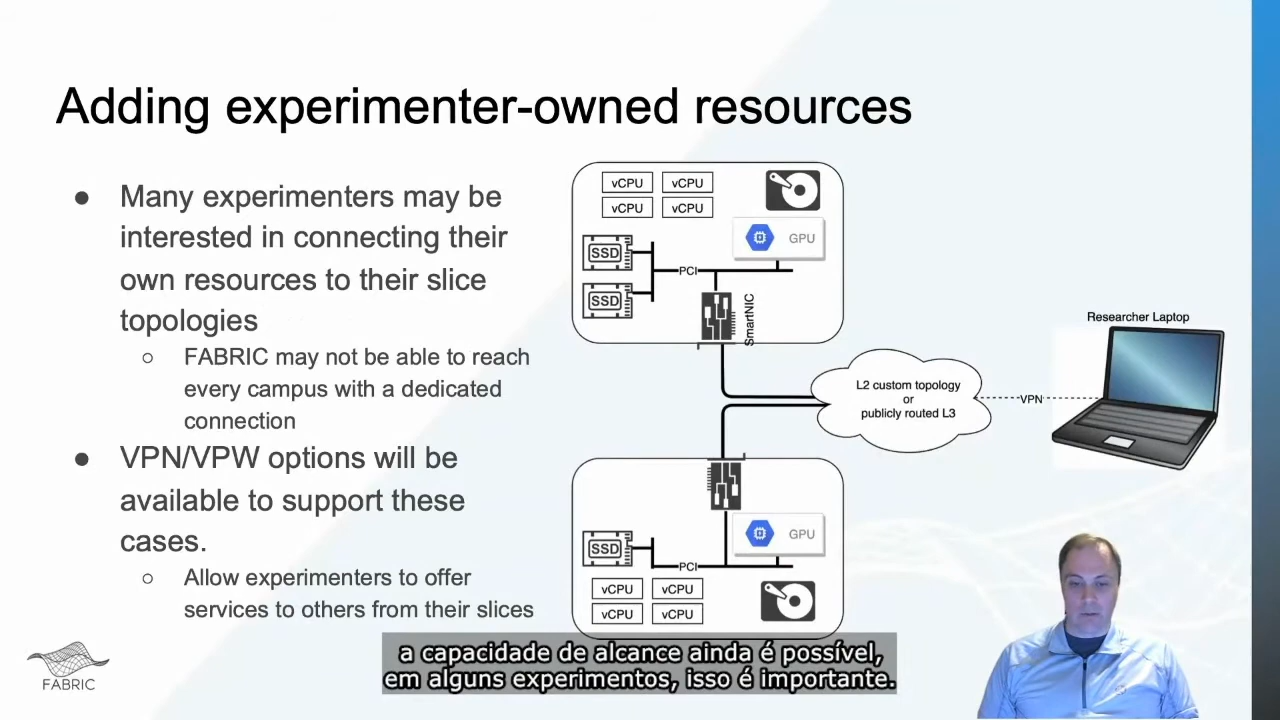 Adding experimenter-owned resources
● Many experimenters may be
interested in connecting their
own resources to their slice
topologies
○ FABRIC may not be able to reach
every campus with a dedicated
connection
● VPN/VPW options will be
available to support these
cases.
○ Allow experimenters to offer
services to others from their slices
vCPU vCPU
vCPU vCPU
GPU
SSD
PCI
SSD
SmartNIC
Researcher Laptop
L2 custom topology
or
publicly routed L3
VPN
GPU
SSD
PCI
vCPU vCPU
vCPU vCPU
a capacidade de alcance ainda é possível,
em alguns experimentos, isso é importante.
FABRIC